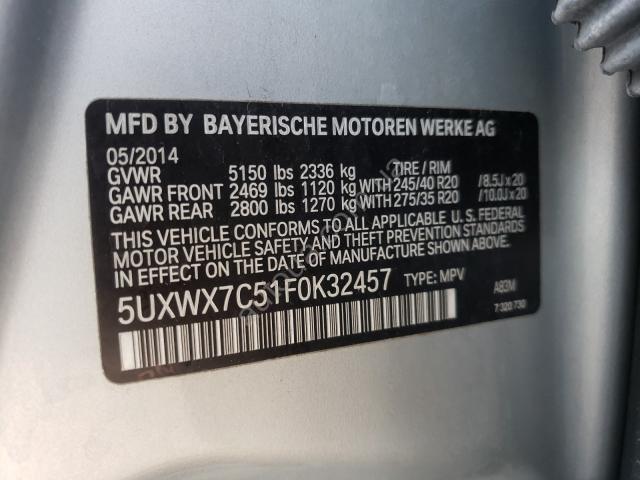 MFD BY BAYERISCHE MOTOREN WERKE AG
05/2014
GVWR 5150 lbs 2336 kg TIRE / RIM
GAWR FRONT 2469 lbs 1120 kg WITH 245/40 R20 /8.5J x 20
GAWR REAR 2800 lbs 1270 kg WITH 275/35 R20 /10.0J x 20
THIS VEHICLE CONFORMS TO ALL APPLICABLE U. S. FEDERAL
MOTOR VEHICLE SAFETY AND THEFT PREVENTION STANDARDS
IN EFFECT ON THE DATE OF MANUFACTURE SHOWN ABOVE.
5UXWX7C51F0K32457 TYPE: MPV
A83M
7 320 730